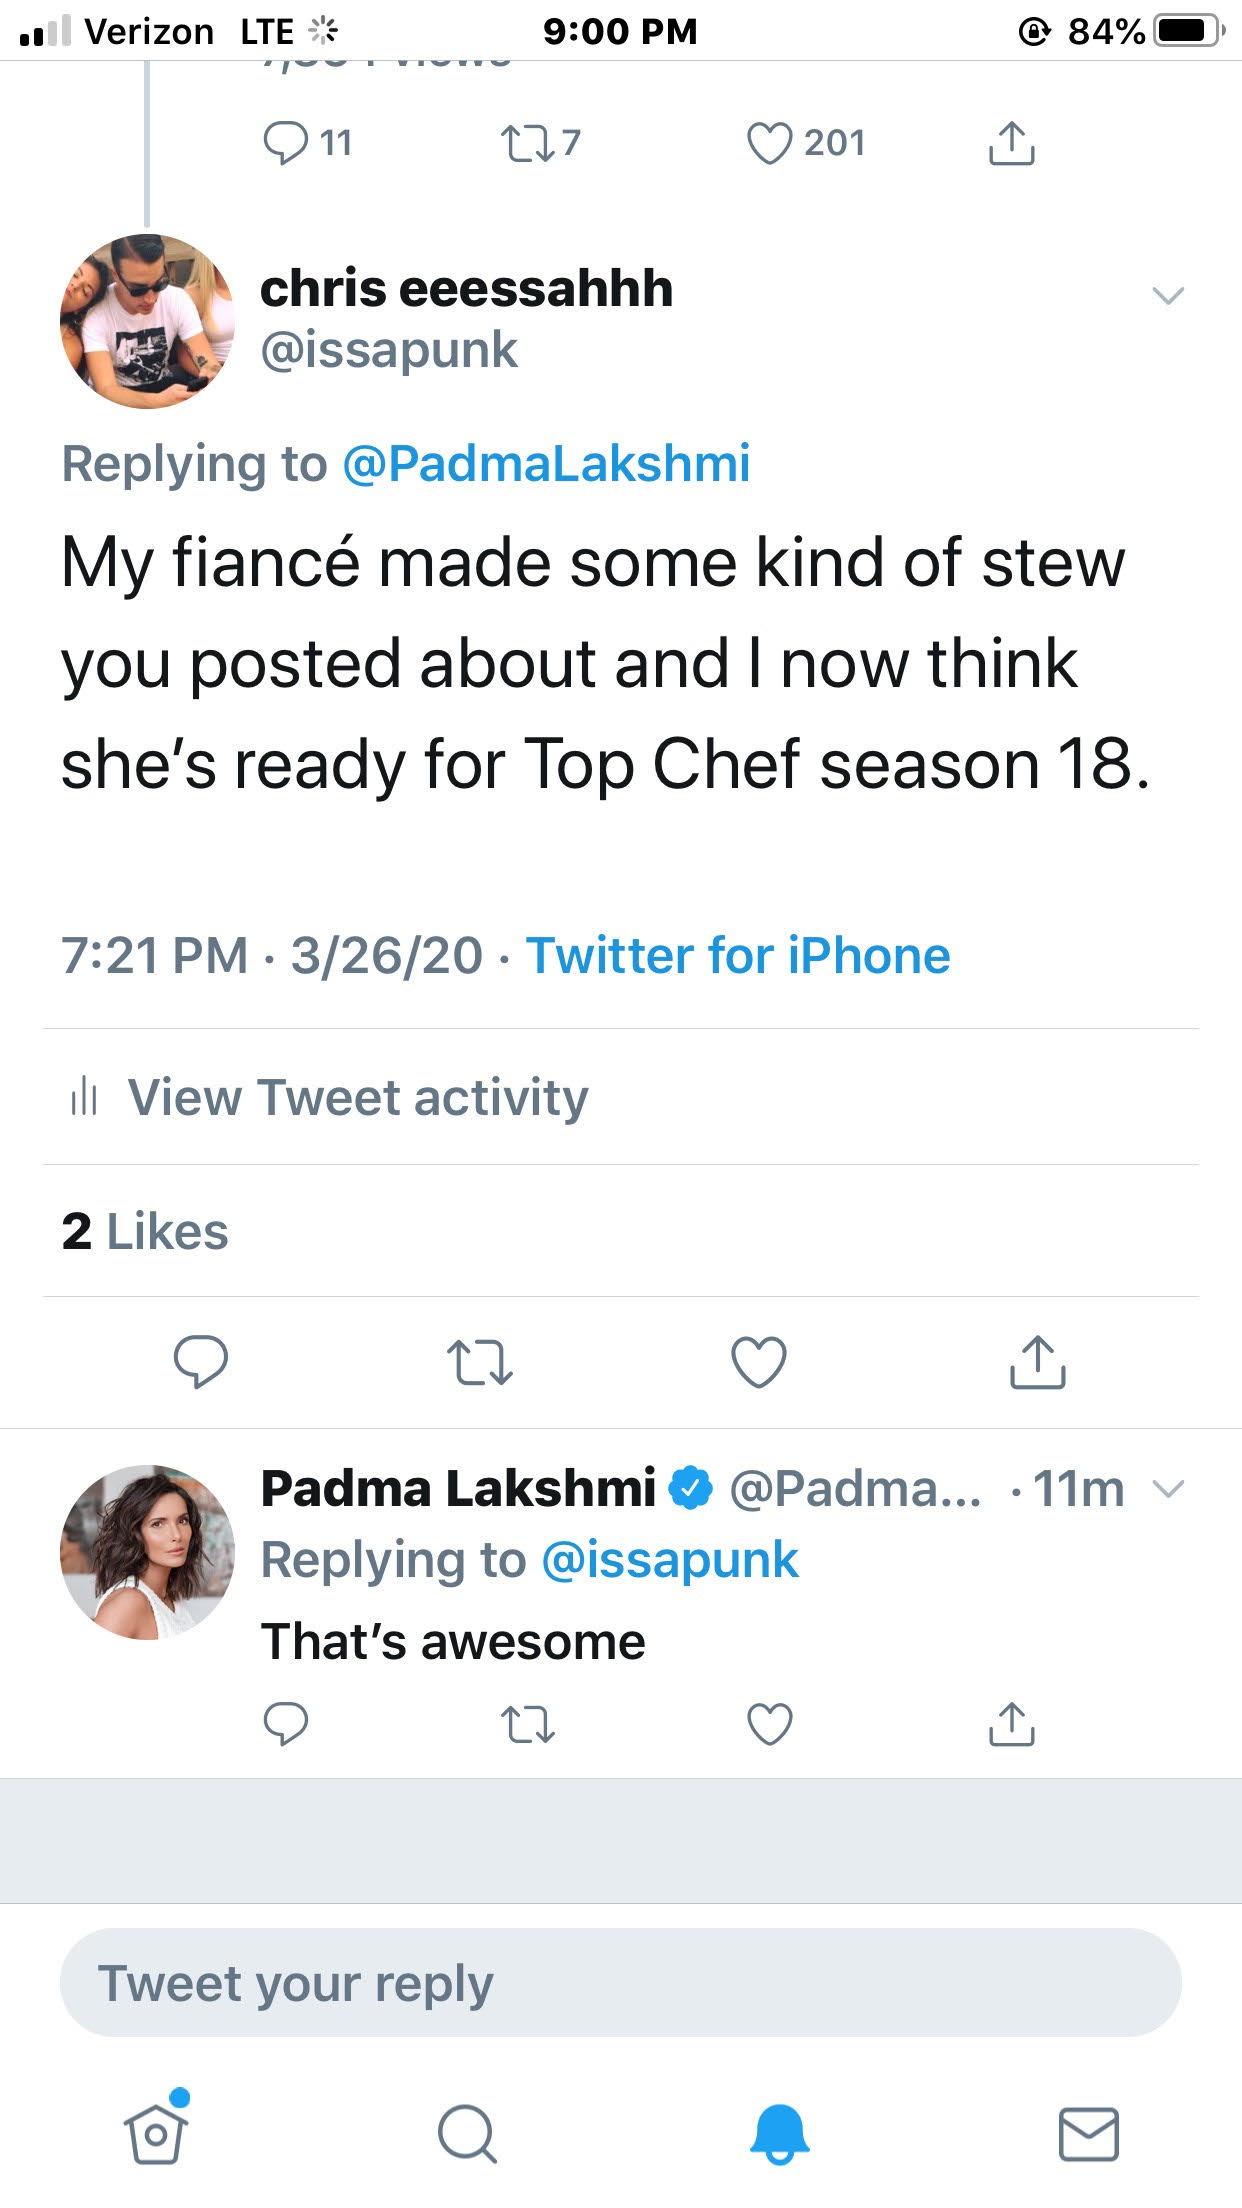 Verizon LTE 9:00 PM 84%
Views
11 7 201
chris eeessahhh
@issapunk
Replying to @PadmaLakshmi
My fiancé made some kind of stew
you posted about and I now think
she's ready for Top Chef season 18.
7:21 PM · 3/26/20 · Twitter for iPhone
View Tweet activity
2 Likes
Padma Lakshmi @Padma... · 11m
Replying to @issapunk
That's awesome
Tweet your reply